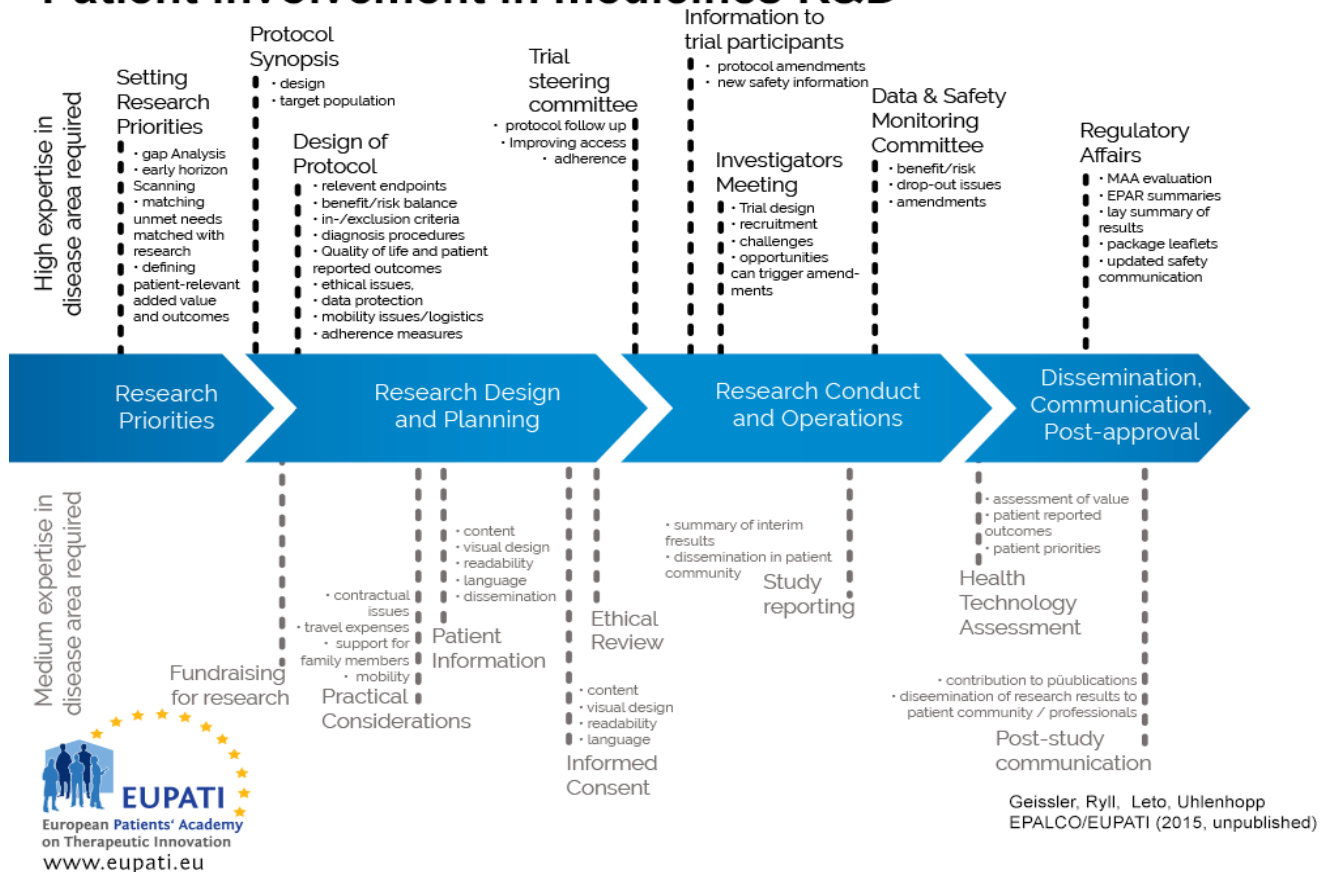 Patient involvement in medicines R&D
High expertise in
disease area required
Setting
Research
Priorities
• gap Analysis
• early horizon
Scanning
• matching
unmet needs
matched with
research
• defining
patient-relevant
added value
and outcomes
Protocol
Synopsis
• design
• target population
Design of
Protocol
• relevent endpoints
• benefit/risk balance
• in-/exclusion criteria
• diagnosis procedures
• Quality of life and patient
reported outcomes
• ethical issues,
• data protection
• mobility issues/logistics
• adherence measures
Trial
steering
committee
• protocol follow up
• Improving access
• adherence
Information to
trial participants
• protocol amendments
• new safety information
Investigators
Meeting
• Trial design
• recruitment
• challenges
• opportunities
can trigger amend-
ments
Data & Safety
Monitoring
Committee
• benefit/risk
• drop-out issues
• amendments
Regulatory
Affairs
• MAA evaluation
• EPAR summaries
• lay summary of
results
• package leaflets
• updated safety
communication
Research
Priorities
Research Design
and Planning
Research Conduct
and Operations
Dissemination,
Communication,
Post-approval
Medium expertise in
disease area required
Fundraising
for research
• contractual
issues
• travel expenses
• support for
family members
• mobility
Practical
Considerations
• content
• visual design
• readability
• language
• dissemination
Patient
Information
Ethical
Review
• content
• visual design
• readability
• language
Informed
Consent
• summary of interim
fresults
• dissemination in patient
community
Study
reporting
• assessment of value
• patient reported
outcomes
• patient priorities
Health
Technology
Assessment
• contribution to püublications
• diseemination of research results to
patient community / professionals
Post-study
communication
EUPATI
European Patients' Academy
on Therapeutic Innovation
www.eupati.eu
Geissler, Ryll, Leto, Uhlenhopp
EPALCO/EUPATI (2015, unpublished)